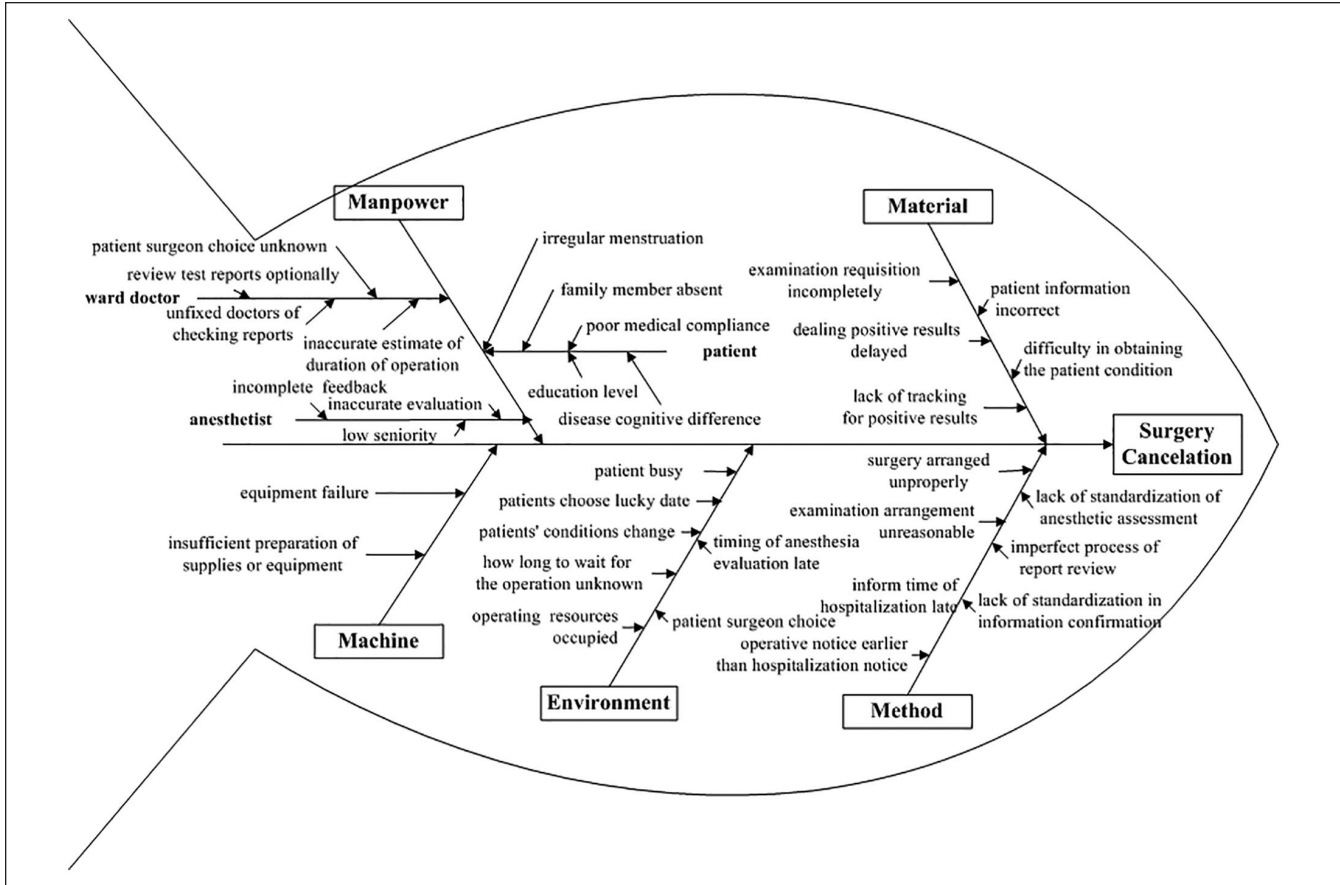 Manpower
Material
patient surgeon choice unknown
review test reports optionally
ward doctor
unfixed doctors of
checking reports
inaccurate estimate of
duration of operation
irregular menstruation
family member absent
poor medical compliance
patient
education level
disease cognitive difference
incomplete feedback
inaccurate evaluation
anesthetist
low seniority
examination requisition
incompletely
patient information
incorrect
dealing positive results
delayed
difficulty in obtaining
the patient condition
lack of tracking
for positive results
Surgery
Cancelation
equipment failure
insufficient preparation of
supplies or equipment
Machine
patient busy
patients choose lucky date
patients' conditions change
timing of anesthesia
evaluation late
how long to wait for
the operation unknown
patient surgeon choice
operating resources
occupied
Environment
surgery arranged
unproperly
lack of standardization of
anesthetic assessment
examination arrangement
unreasonable
imperfect process of
report review
inform time of
hospitalization late
lack of standardization in
information confirmation
operative notice earlier
than hospitalization notice
Method